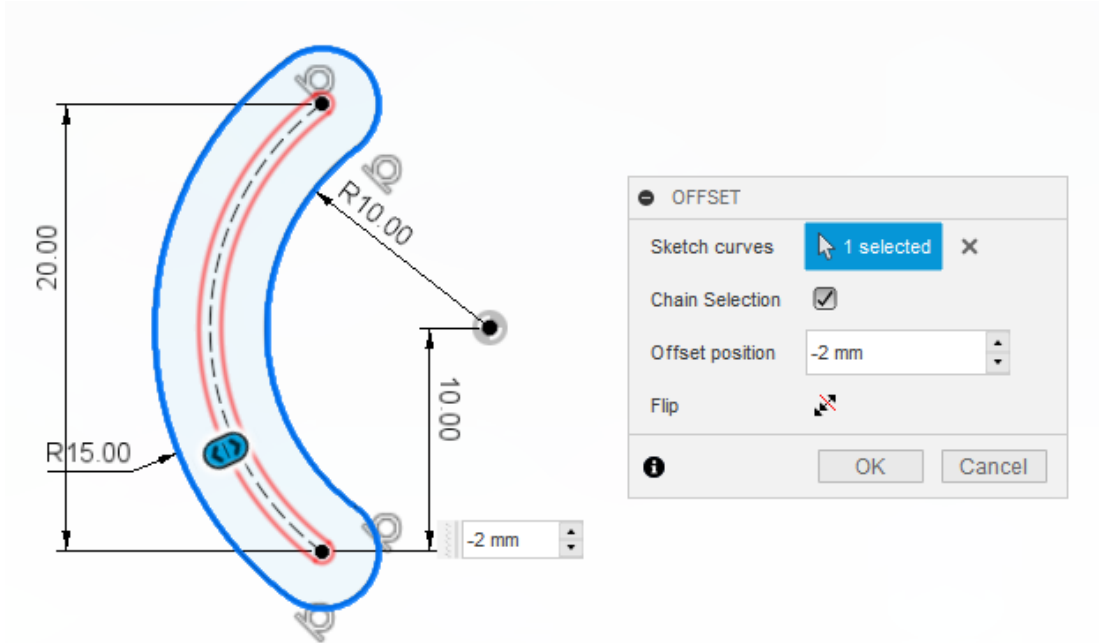 20.00
R10.00
10.00
R15.00
-2 mm
OFFSET
Sketch curves
1 selected
Chain Selection
Offset position
-2 mm
Flip
OK
Cancel